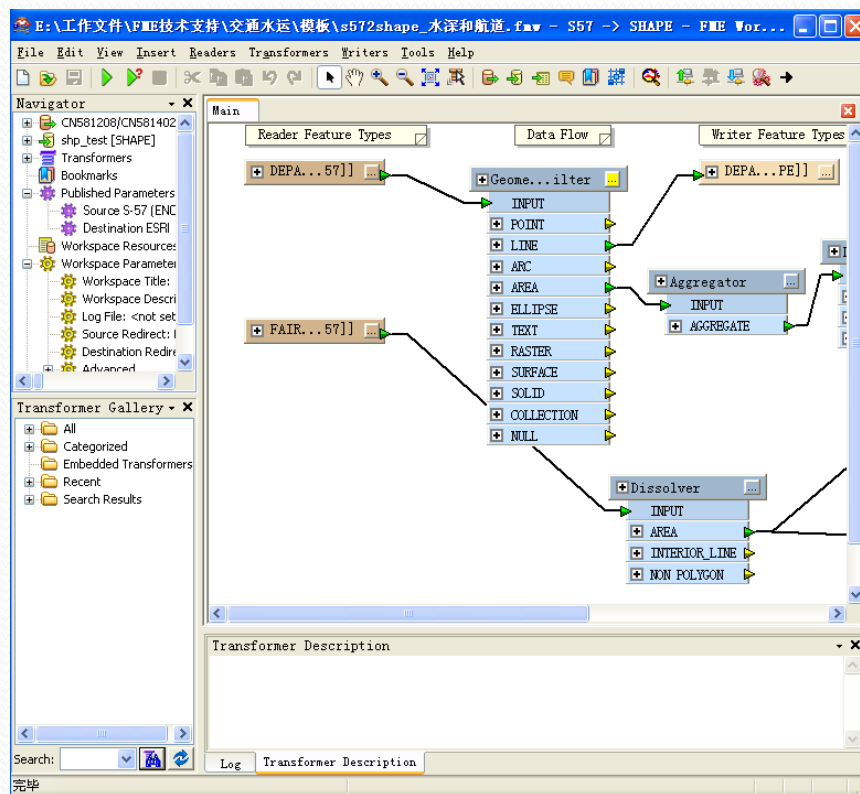 E:\工作文件\FME技术支持\交通水运\模板\s572shape_水深和航道.fmw - S57 -> SHAPE - FME Wor...
File Edit View Insert Readers Transformers Writers Tools Help
Navigator
CN581208/CN581402
shp_test [SHAPE]
Transformers
Bookmarks
Published Parameters
Source S-57 (ENC
Destination ESRI
Workspace Resources
Workspace Parameter
Workspace Title:
Workspace Descri
Log File: <not set
Source Redirect:
Destination Redire
Advanced
Transformer Gallery
All
Categorized
Embedded Transformers
Recent
Search Results
Search:
Main
Reader Feature Types
Data Flow
Writer Feature Types
DEPA...57]] ...
FAIR...57]] ...
Geome...ilter ...
INPUT
POINT
LINE
ARC
AREA
ELLIPSE
TEXT
RASTER
SURFACE
SOLID
COLLECTION
NULL
DEPA...PE]] ...
Aggregator ...
INPUT
AGGREGATE
Dissolver ...
INPUT
AREA
INTERIOR_LINE
NON POLYGON
Transformer Description
Log
Transformer Description
完毕